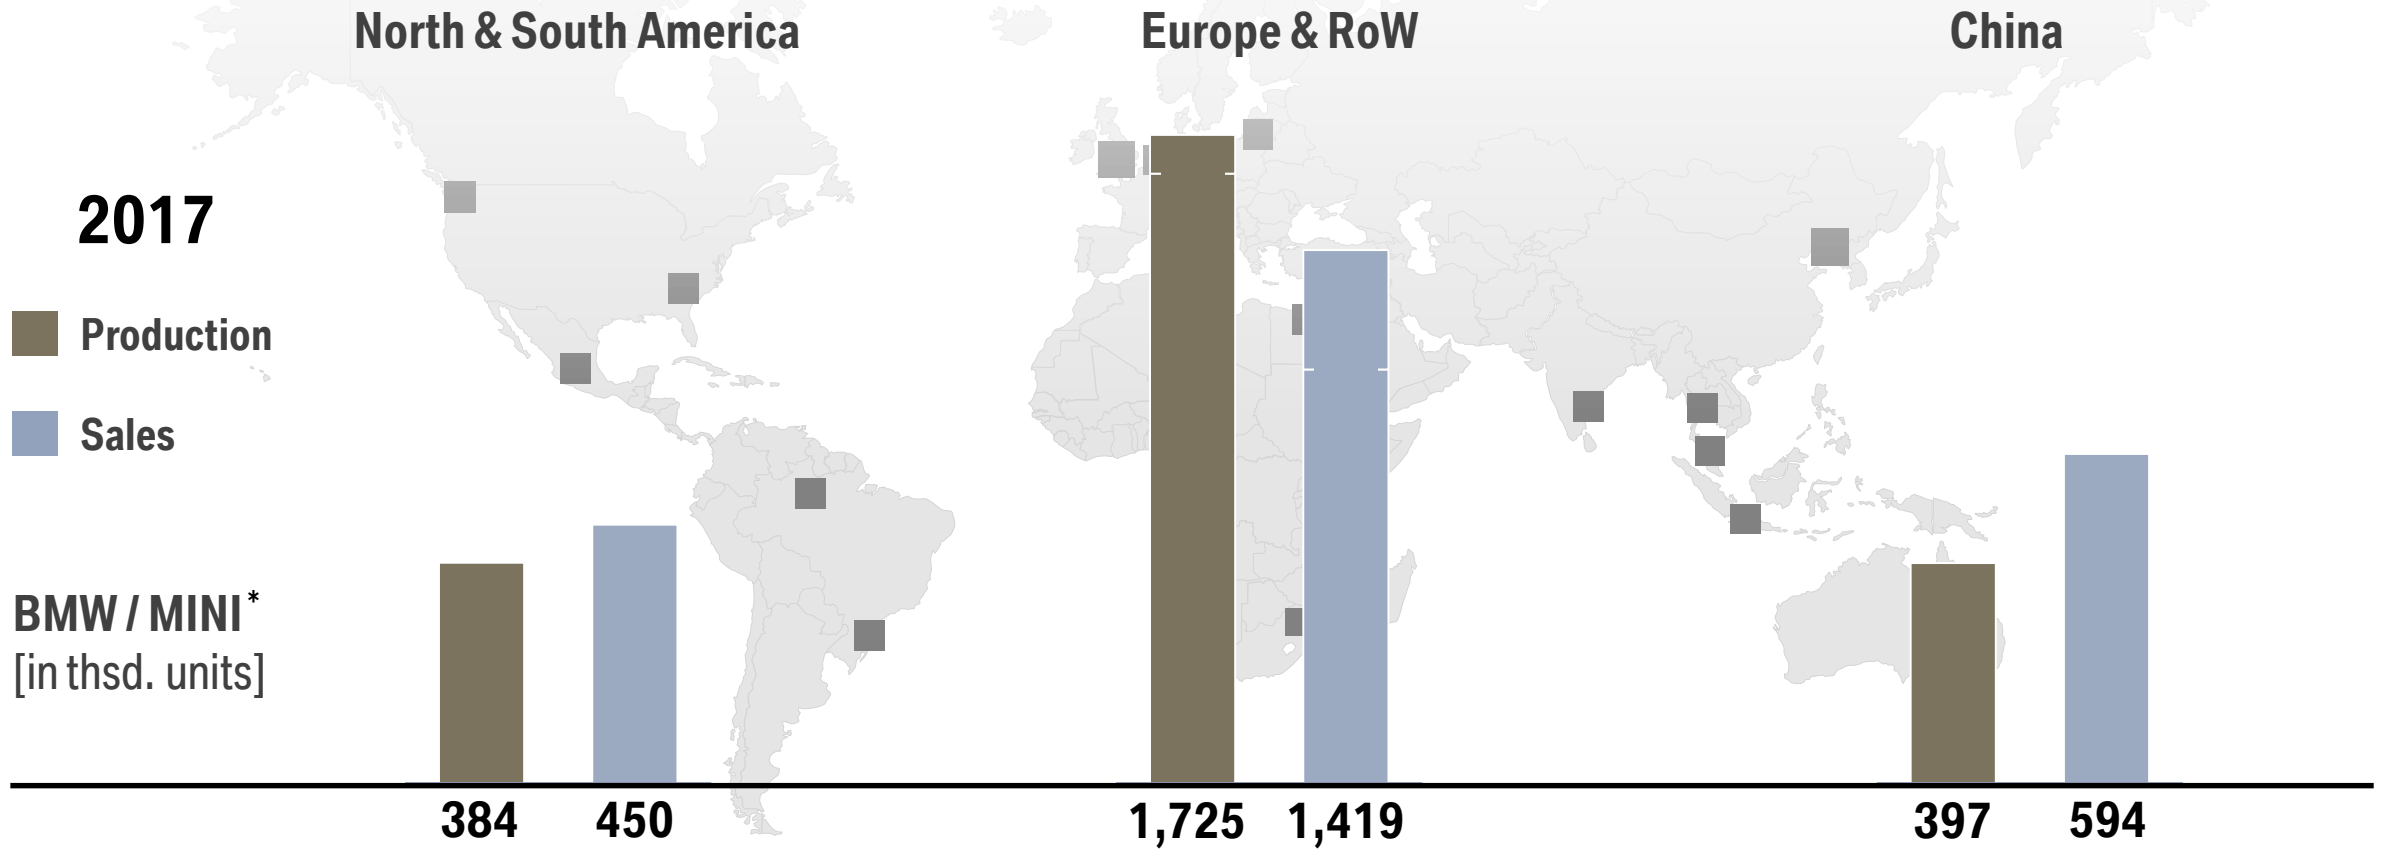 North & South America
Europe & RoW
China
2017
Production
Sales
BMW / MINI*
[in thsd. units]
384
450
1,725
1,419
397
594